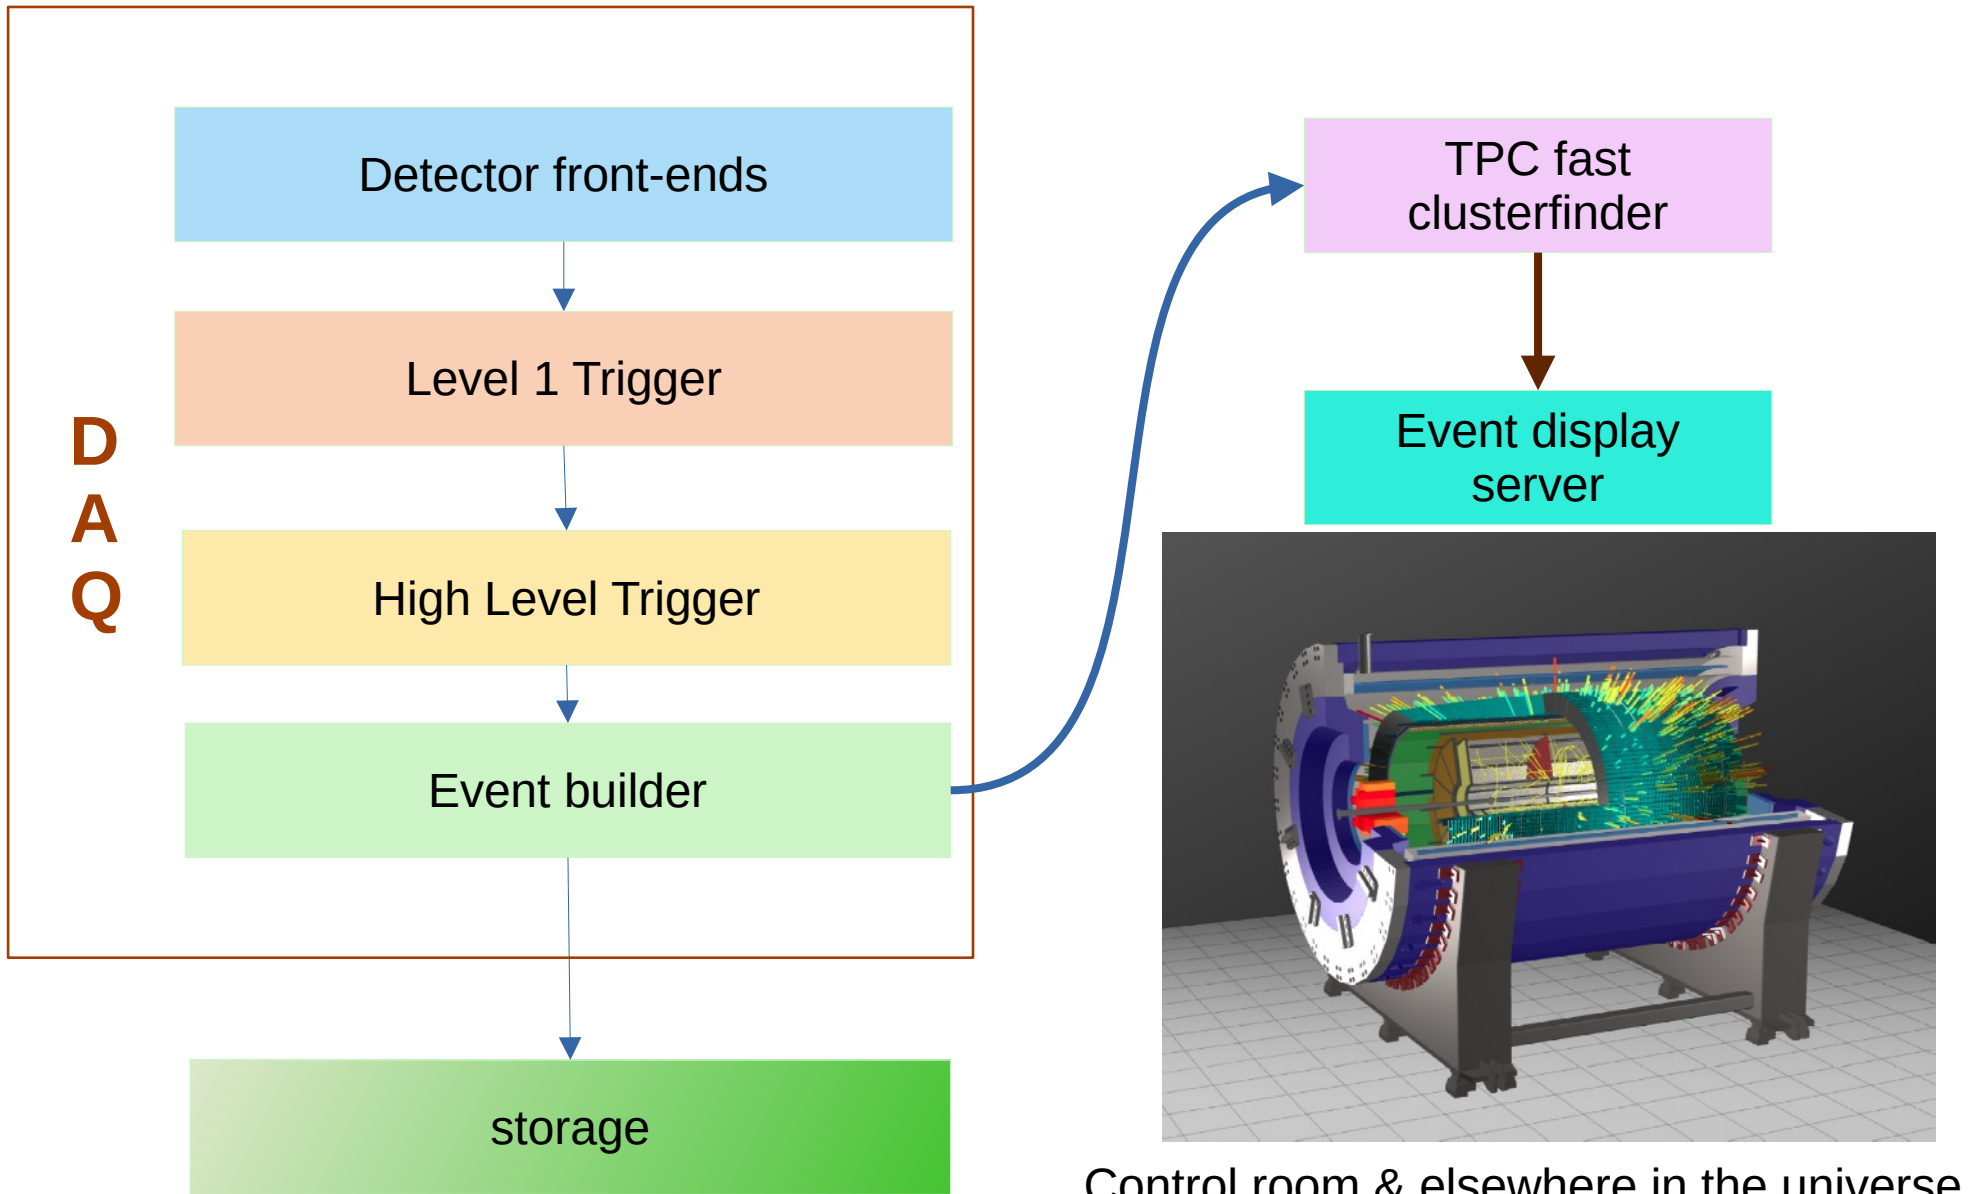 Detector front-ends
Level 1 Trigger
High Level Trigger
Event builder
storage
D
A
Q
TPC fast
clusterfinder
Event display
server
Control room & elsewhere in the universe